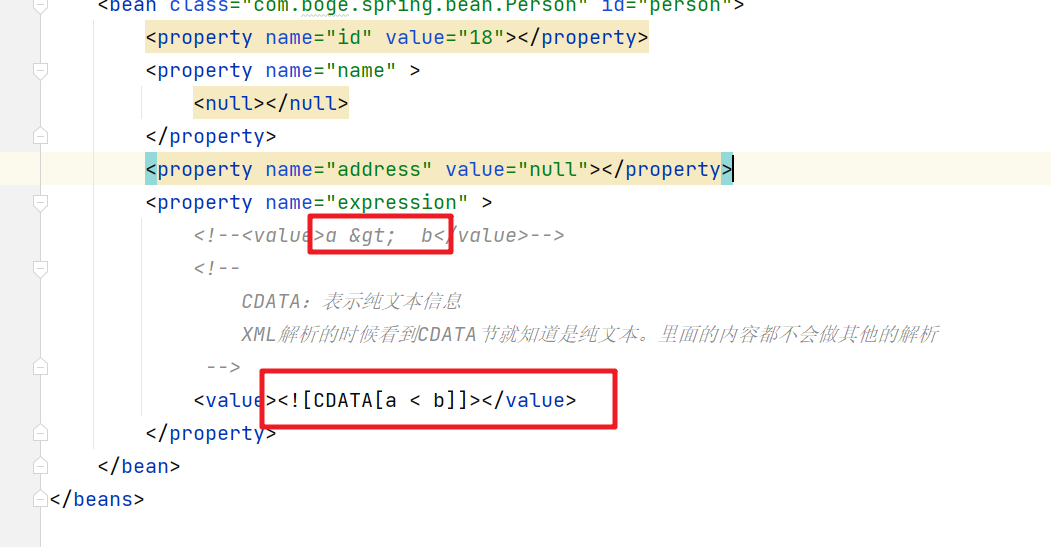 <bean class="com.boge.spring.bean.Person" id="person">
<property name="id" value="18"></property>
<property name="name" >
<null></null>
</property>
<property name="address" value="null"></property>
<property name="expression" >
<!--<value>a &gt;  b</value>-->
<!--
CDATA：表示纯文本信息
XML解析的时候看到CDATA节就知道是纯文本。里面的内容都不会做其他的解析
-->
<value><![CDATA[a < b]]></value>
</property>
</bean>
</beans>